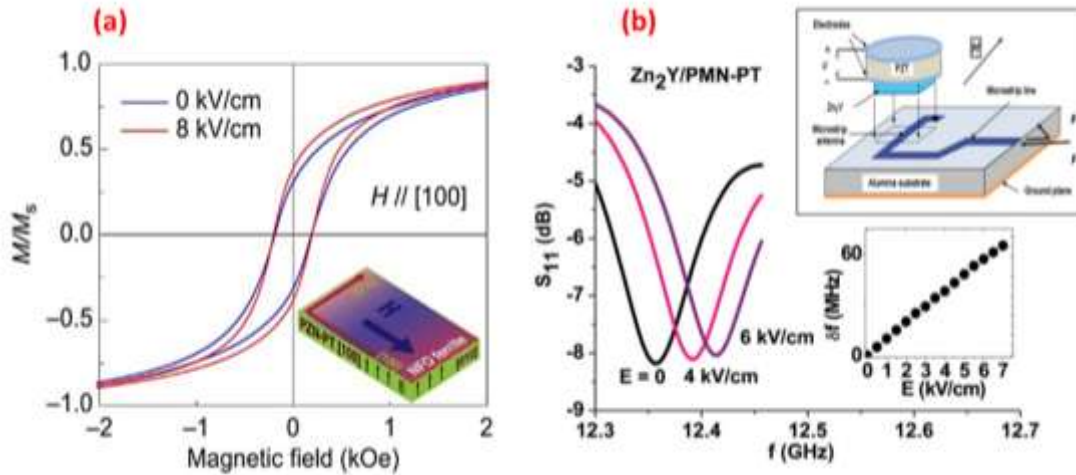 (a)
1.0
0.5
0.0
−0.5
−1.0
M/Ms
0 kV/cm
8 kV/cm
H // [100]
PZN-PT [100]
NFO ferrite
H
−2
−1
0
1
2
Magnetic field (kOe)
(b)
Zn2Y/PMN-PT
-3
-4
-5
-6
-7
-8
-9
S11 (dB)
E = 0
4 kV/cm
6 kV/cm
12.3
12.4
12.5
12.6
12.7
f (GHz)
Electrodes
PZT
Microstrip line
Microstrip
antenna
Alumina substrate
Ground plane
60
0
δf (MHz)
0 1 2 3 4 5 6 7
E (kV/cm)